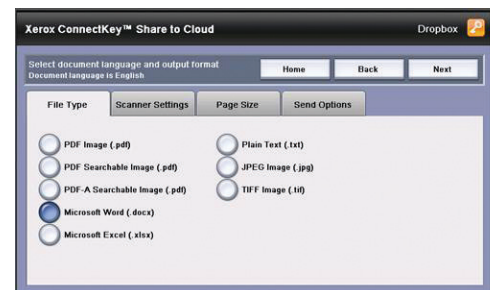 Xerox ConnectKey™ Share to Cloud
Dropbox
Select document language and output format
Document language is English
Home
Back
Next
File Type
Scanner Settings
Page Size
Send Options
PDF Image (.pdf)
PDF Searchable Image (.pdf)
PDF-A Searchable Image (.pdf)
Microsoft Word (.docx)
Microsoft Excel (.xlsx)
Plain Text (.txt)
JPEG Image (.jpg)
TIFF Image (.tif)